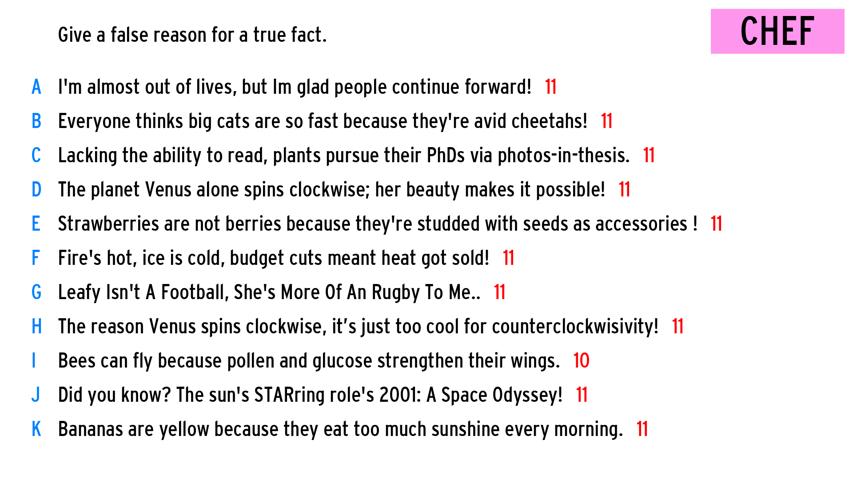 Give a false reason for a true fact.
CHEF
A I'm almost out of lives, but Im glad people continue forward! 11
B Everyone thinks big cats are so fast because they're avid cheetahs! 11
C Lacking the ability to read, plants pursue their PhDs via photos-in-thesis. 11
D The planet Venus alone spins clockwise; her beauty makes it possible! 11
E Strawberries are not berries because they're studded with seeds as accessories ! 11
F Fire's hot, ice is cold, budget cuts meant heat got sold! 11
G Leafy Isn't A Football, She's More Of An Rugby To Me.. 11
H The reason Venus spins clockwise, it’s just too cool for counterclockwisivity! 11
I Bees can fly because pollen and glucose strengthen their wings. 10
J Did you know? The sun's STARring role's 2001: A Space Odyssey! 11
K Bananas are yellow because they eat too much sunshine every morning. 11